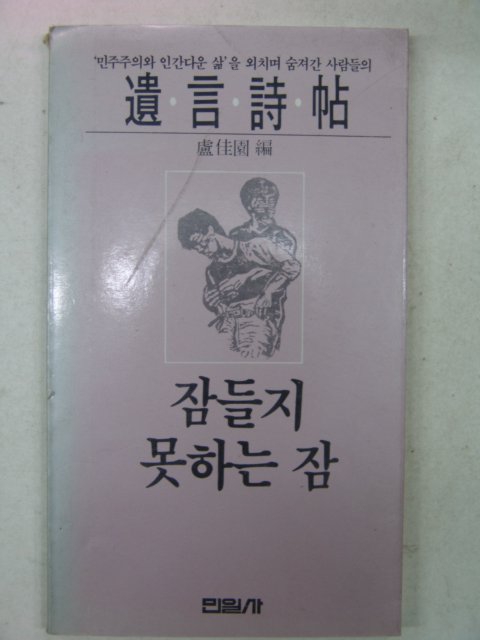 '민주주의와 인간다운 삶'을 외치며 숨져간 사람들의
遺·言·詩·帖
盧佳園 編
잠들지
못하는 잠
민일사